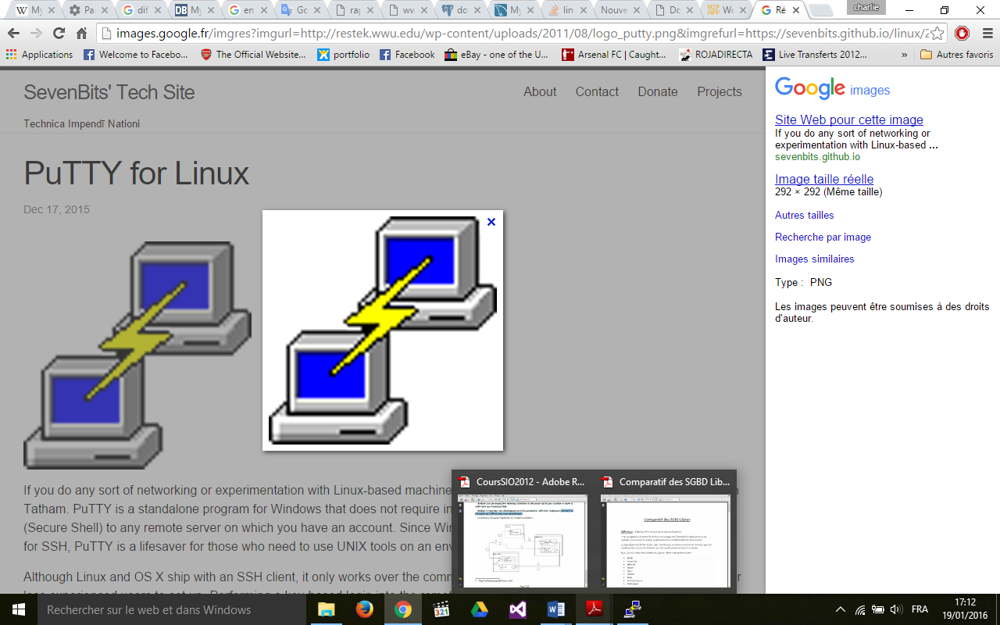 My
Pa
dif
My
en
Go
rap
ww
do
My
lin
Nouve
Do
We
Ré
charlie
images.google.fr/imgres?imgurl=http://restek.wwu.edu/wp-content/uploads/2011/08/logo_putty.png&imgrefurl=https://sevenbits.github.io/linux/2
Applications
Welcome to Facebo...
The Official Website...
portfolio
Facebook
eBay - one of the U...
Arsenal FC | Caught...
ROJADIRECTA
Live Transferts 2012...
»
Autres favoris
SevenBits' Tech Site
About
Contact
Donate
Projects
Technica Impendī Nationi
PuTTY for Linux
Dec 17, 2015
Google images
Site Web pour cette image
If you do any sort of networking or
experimentation with Linux-based ...
sevenbits.github.io
Image taille réelle
292 × 292 (Même taille)
Autres tailles
Recherche par image
Images similaires
Type : PNG
Les images peuvent être soumises à des droits
d'auteur.
If you do any sort of networking or experimentation with Linux-based machine
Tatham. PuTTY is a standalone program for Windows that does not require in
(Secure Shell) to any remote server on which you have an account. Since Win
for SSH, PuTTY is a lifesaver for those who need to use UNIX tools on an env
Although Linux and OS X ship with an SSH client, it only works over the comm
CoursSIO2012 - Adobe R...
Comparatif des SGBD Lib...
Comparatif des SGBD Libres
Rechercher sur le web et dans Windows
321
FRA
17:12
19/01/2016